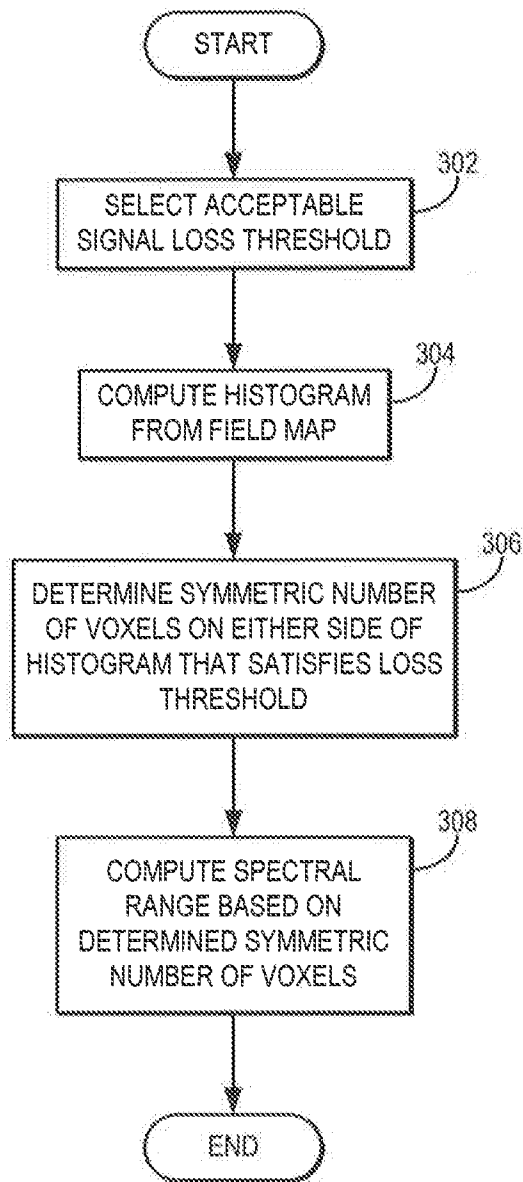 START
302
SELECT ACCEPTABLE
SIGNAL LOSS THRESHOLD
304
COMPUTE HISTOGRAM
FROM FIELD MAP
306
DETERMINE SYMMETRIC NUMBER
OF VOXELS ON EITHER SIDE OF
HISTOGRAM THAT SATISFIES LOSS
THRESHOLD
308
COMPUTE SPECTRAL
RANGE BASED ON
DETERMINED SYMMETRIC
NUMBER OF VOXELS
END